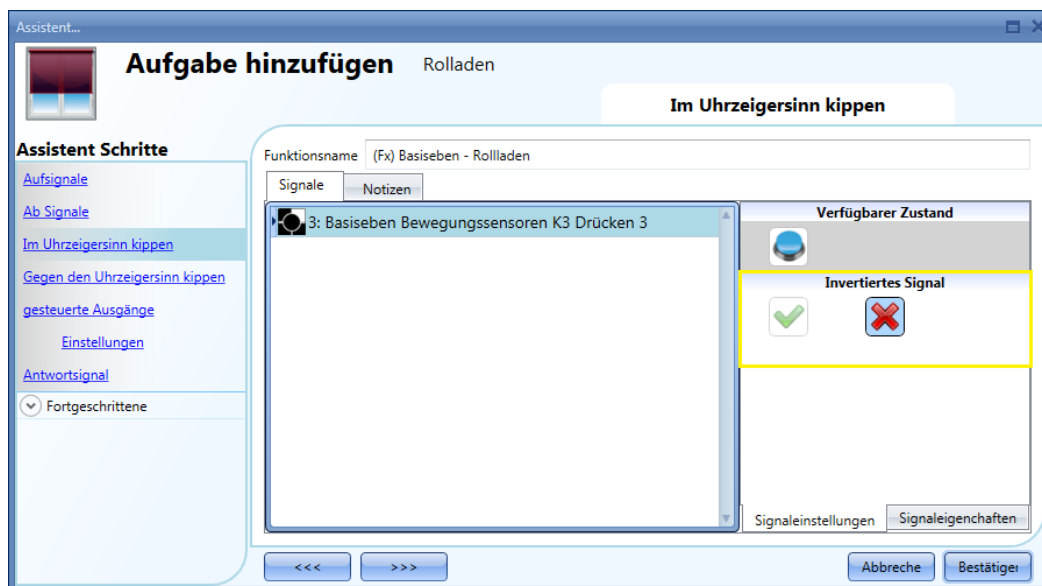 Assistent...
Aufgabe hinzufügen Rolladen
Im Uhrzeigersinn kippen
Assistent Schritte
Aufsignale
Ab Signale
Im Uhrzeigersinn kippen
Gegen den Uhrzeigersinn kippen
gesteuerte Ausgänge
Einstellungen
Antwortsignal
Fortgeschrittene
Funktionsname (Fx) Basiseben - Rollladen
Signale Notizen
3: Basiseben Bewegungssensoren K3 Drücken 3
Verfügbarer Zustand
Invertiertes Signal
Signaleinstellungen Signaleigenchaften
<<< >>> Abbreche Bestätiger